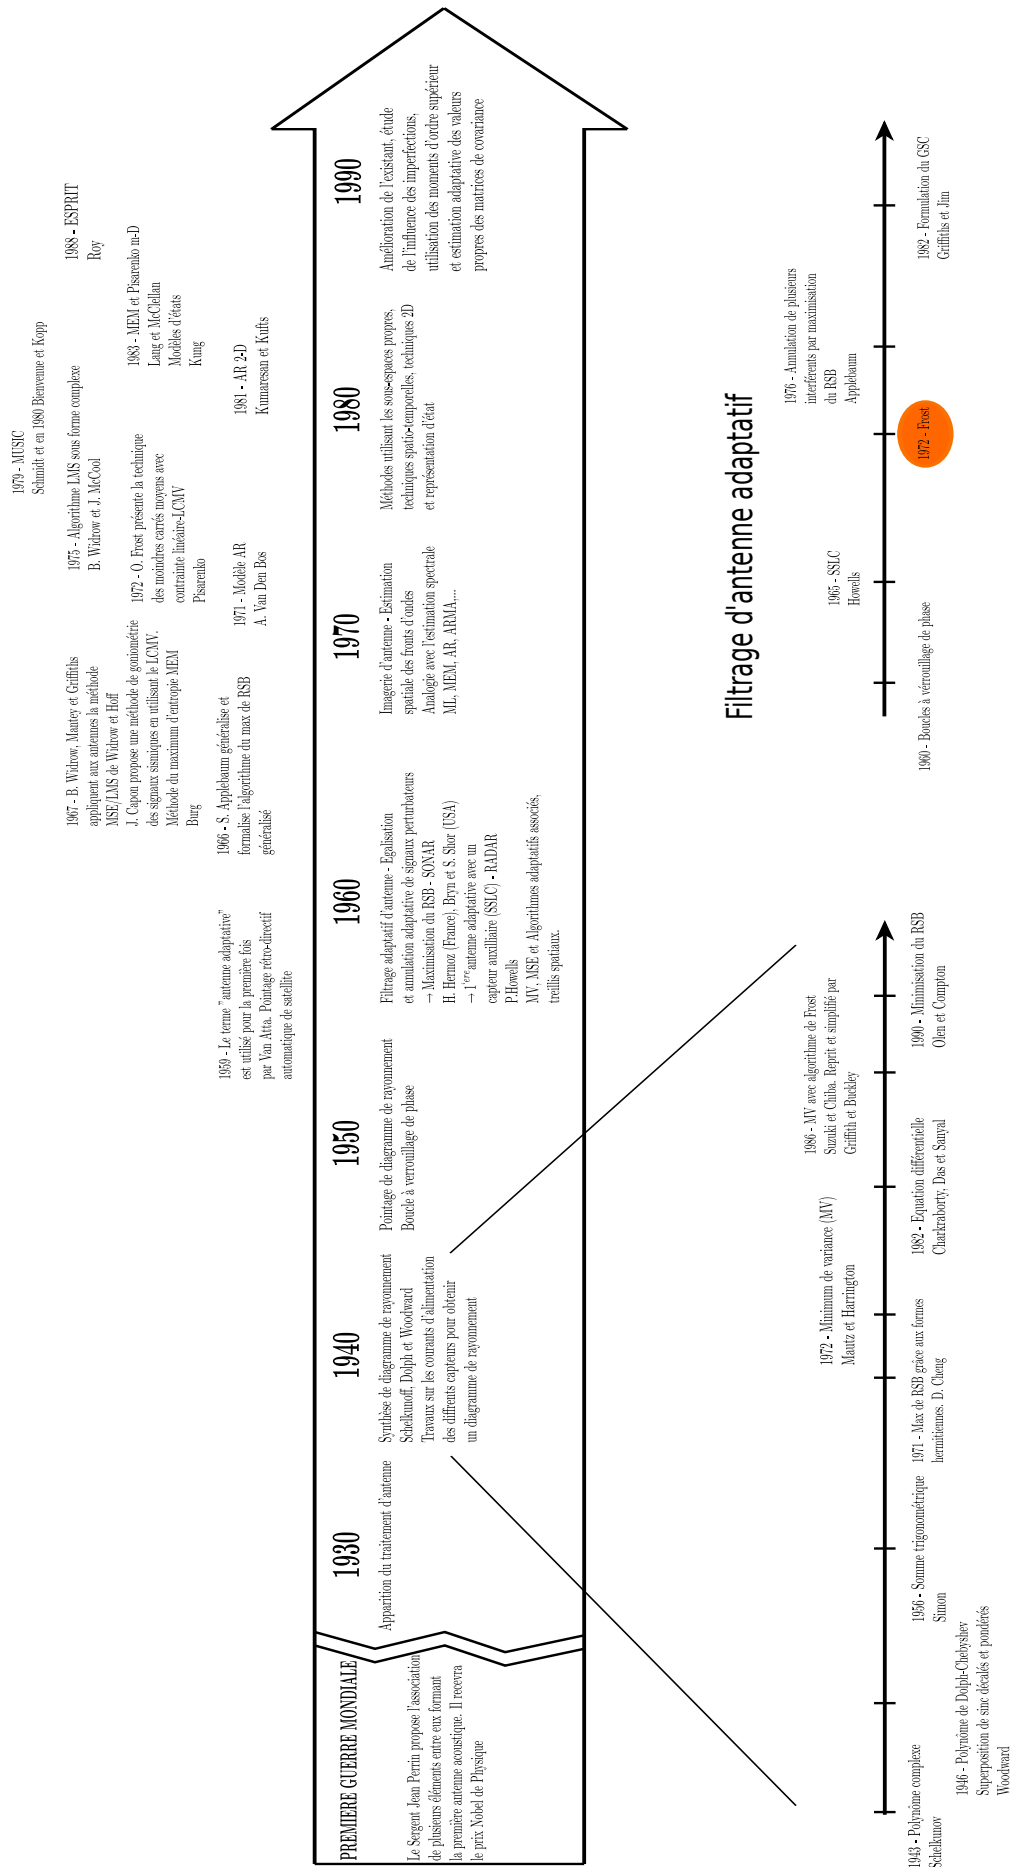 1979 - MUSIC
Schmidt et en 1980 Bienvenue et Kopp
1967 - B. Widrow, Mantey et Griffiths
appliquent aux antennes la méthode
MSE/LMS de Widrow et Hoff
J. Capon propose une méthode de goniométrie
des signaux sismiques en utilisant le LCMV.
Méthode du maximum d'entropie MEM
Burg
1975 - Algorithme LMS sous forme complexe
B. Widrow et J. McCool
1972 - O. Frost présente la technique
des moindres carrés moyens avec
contrainte linéaire-LCMV
Pisarenko
1988 - ESPRIT
Roy
1983 - MEM et Pisarenko m-D
Lang et McClellan
Modèles d'états
Kung
1959 - Le terme " antenne adaptative"
est utilisé pour la première fois
par Van Atta. Pointage rétro-directif
automatique de satellite
1966 - S. Applebaum généralise et
formalise l'algorithme du max de RSB
généralisé
1971 - Modèle AR
A. Van Den Bos
1981 - AR 2-D
Kumaresan et Kufts
PREMIERE GUERRE MONDIALE
Le Sergent Jean Perrin propose l'association
de plusieurs éléments entre eux formant
la première antenne acoustique. Il recevra
le prix Nobel de Physique
1930
Apparition du traitement d'antenne
1940
Synthèse de diagramme de rayonnement
Schelkunoff, Dolph et Woodward
Travaux sur les courants d'alimentation
des diffrents capteurs pour obtenir
un diagramme de rayonnement
1950
Pointage de diagramme de rayonnement
Boucle à verrouillage de phase
1960
Filtrage adaptatif d'antenne - Egalisation
et annulation adaptative de signaux perturbateurs
→ Maximisation du RSB - SONAR
H. Hermoz (France), Bryn et S. Shor (USA)
→ 1ere antenne adaptative avec un
capteur auxilliaire (SSLC) - RADAR
P.Howells
MV, MSE et Algorithmes adaptatifs associés,
treillis spatiaux.
1970
Imagerie d'antenne - Estimation
spatiale des fronts d'ondes
Analogie avec l'estimation spectrale
ML, MEM, AR, ARMA,...
1980
Méthodes utilisant les sous-espaces propres,
techniques spatio-temporelles, techniques 2D
et représentation d'état
1990
Amélioration de l'existant, étude
de l'influence des imperfections,
utilisation des moments d'ordre supérieur
et estimation adaptative des valeurs
propres des matrices de covariance
Filtrage d'antenne adaptatif
1965 - SSLC
Howells
1976 - Annulation de plusieurs
interférents par maximisation
du RSB
Applebaum
1960 - Boucles à vérrouillage de phase
1972 - Frost
1982 - Formulation du GSC
Griffiths et Jim
1972 - Minimum de variance (MV)
Mautz et Harrington
1986 - MV avec algorithme de Frost
Suzuki et Chiba. Reprit et simplifié par
Griffith et Buckley
1943 - Polynôme complexe
Schelkunov
1946 - Polynôme de Dolph-Chebyshev
Superposition de sinc décalés et pondérés
Woodward
1956 - Somme trigonométrique
Simon
1971 - Max de RSB grâce aux formes
hermitiennes. D. Cheng
1982 - Equation différentielle
Charkraborty, Das et Sanyal
1990 - Minimisation du RSB
Olen et Compton